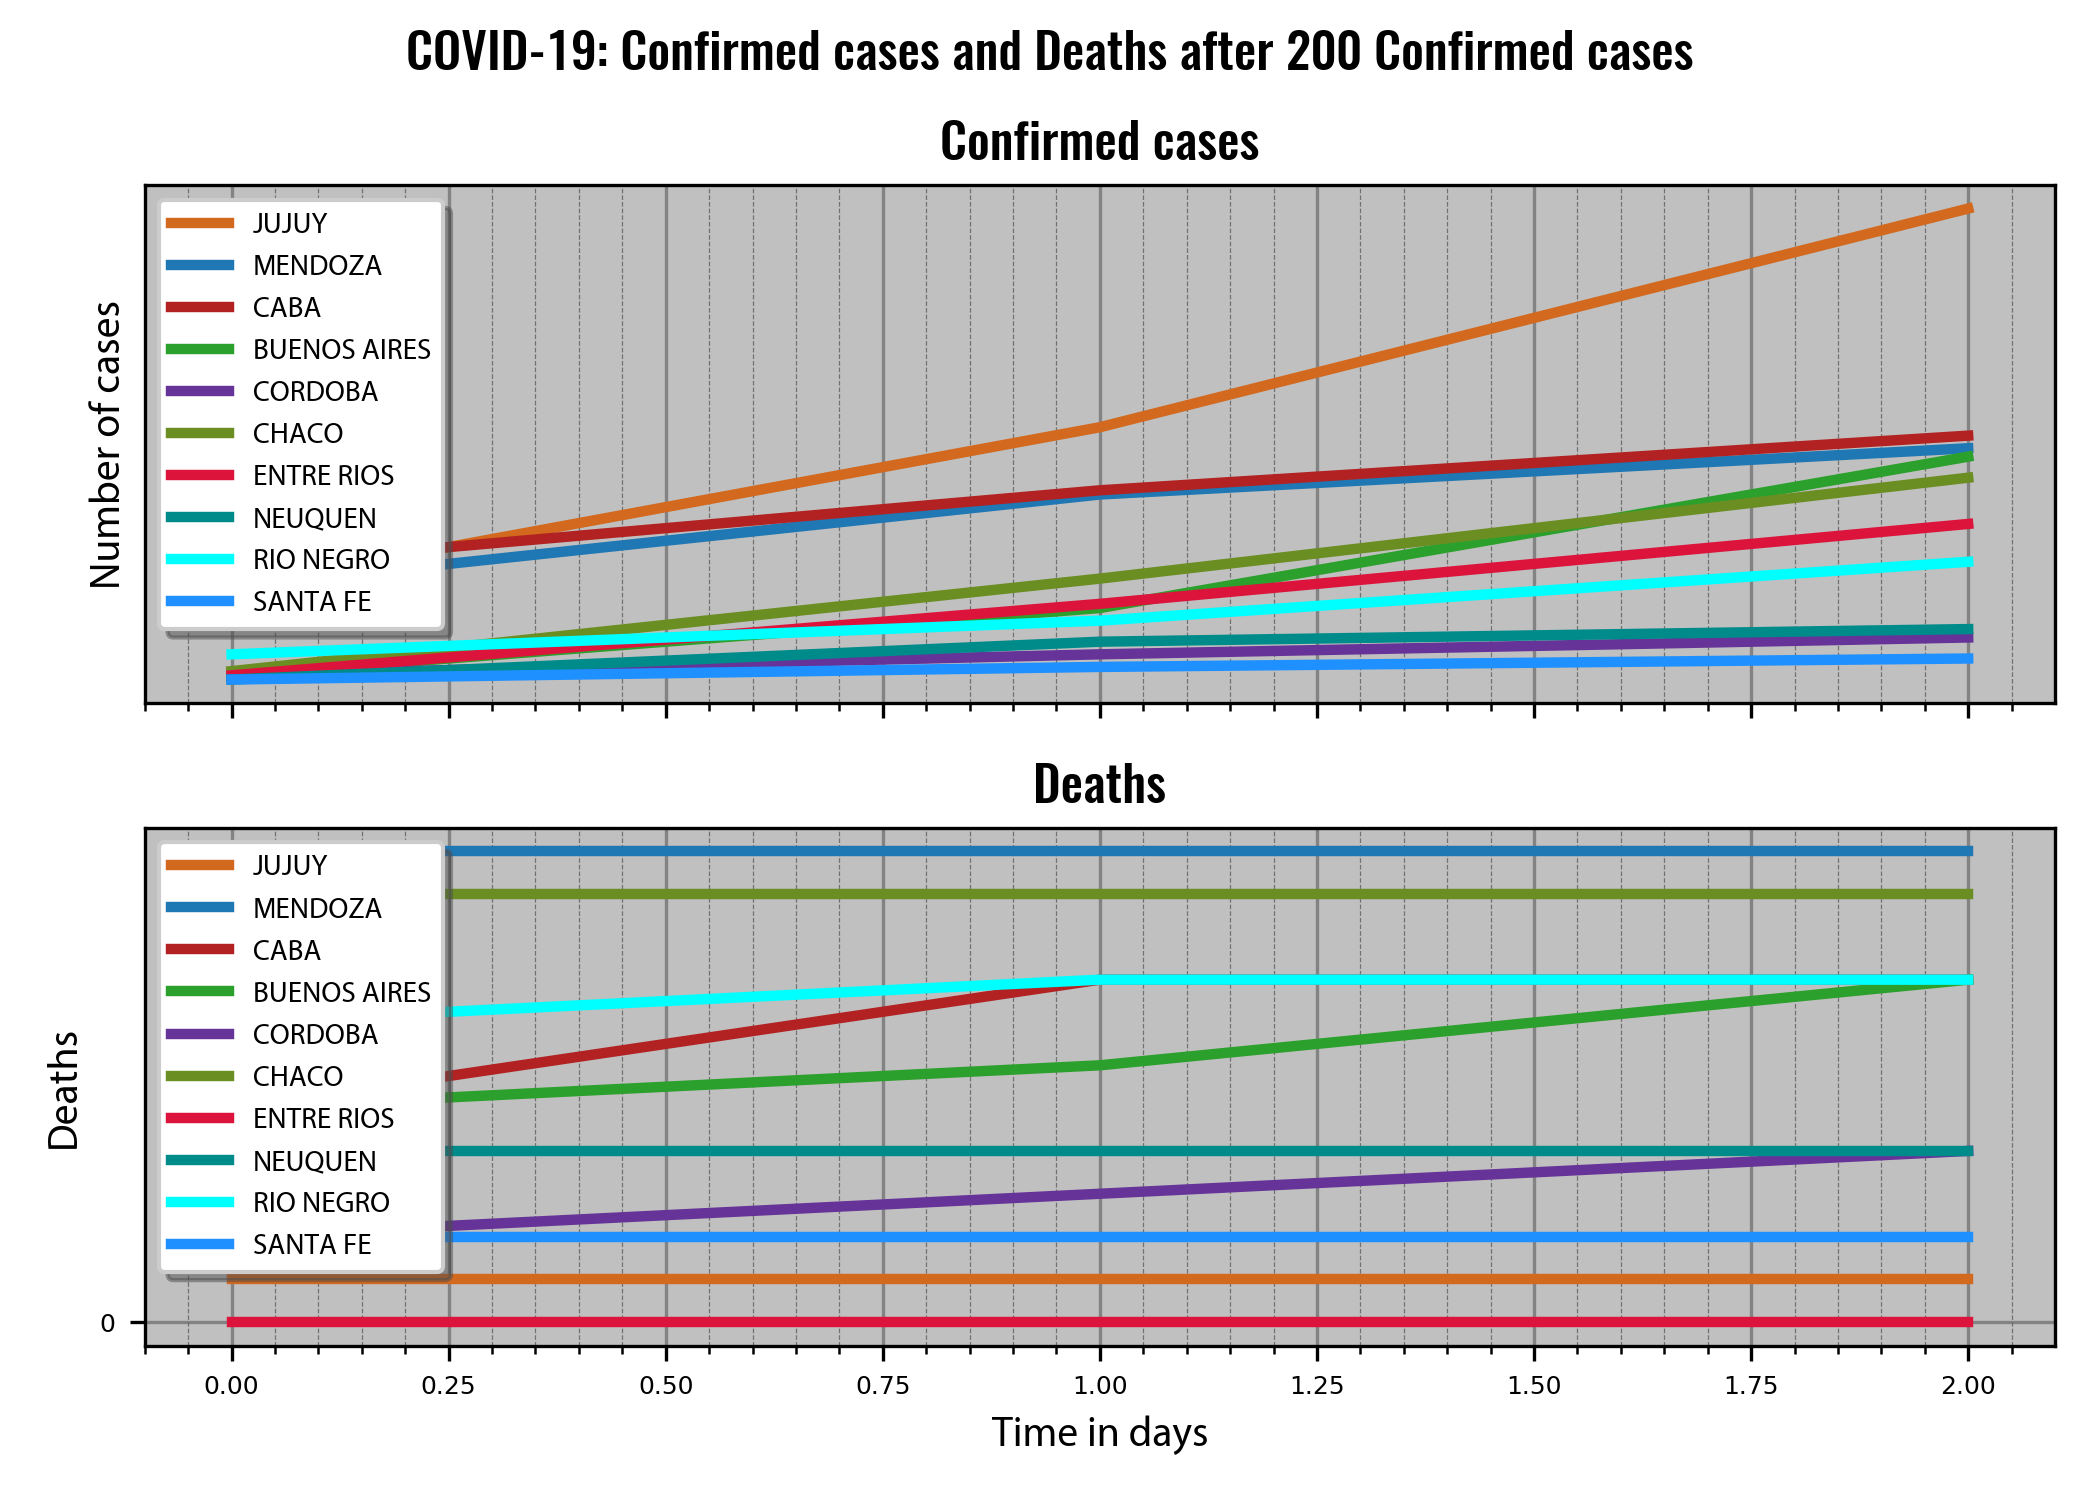 COVID-19: Confirmed cases and Deaths after 200 Confirmed cases
Confirmed cases
Number of cases
JUJUY
MENDOZA
CABA
BUENOS AIRES
CORDOBA
CHACO
ENTRE RIOS
NEUQUEN
RIO NEGRO
SANTA FE
Deaths
Deaths
JUJUY
MENDOZA
CABA
BUENOS AIRES
CORDOBA
CHACO
ENTRE RIOS
NEUQUEN
RIO NEGRO
SANTA FE
0
0.00 0.25 0.50 0.75 1.00 1.25 1.50 1.75 2.00
Time in days